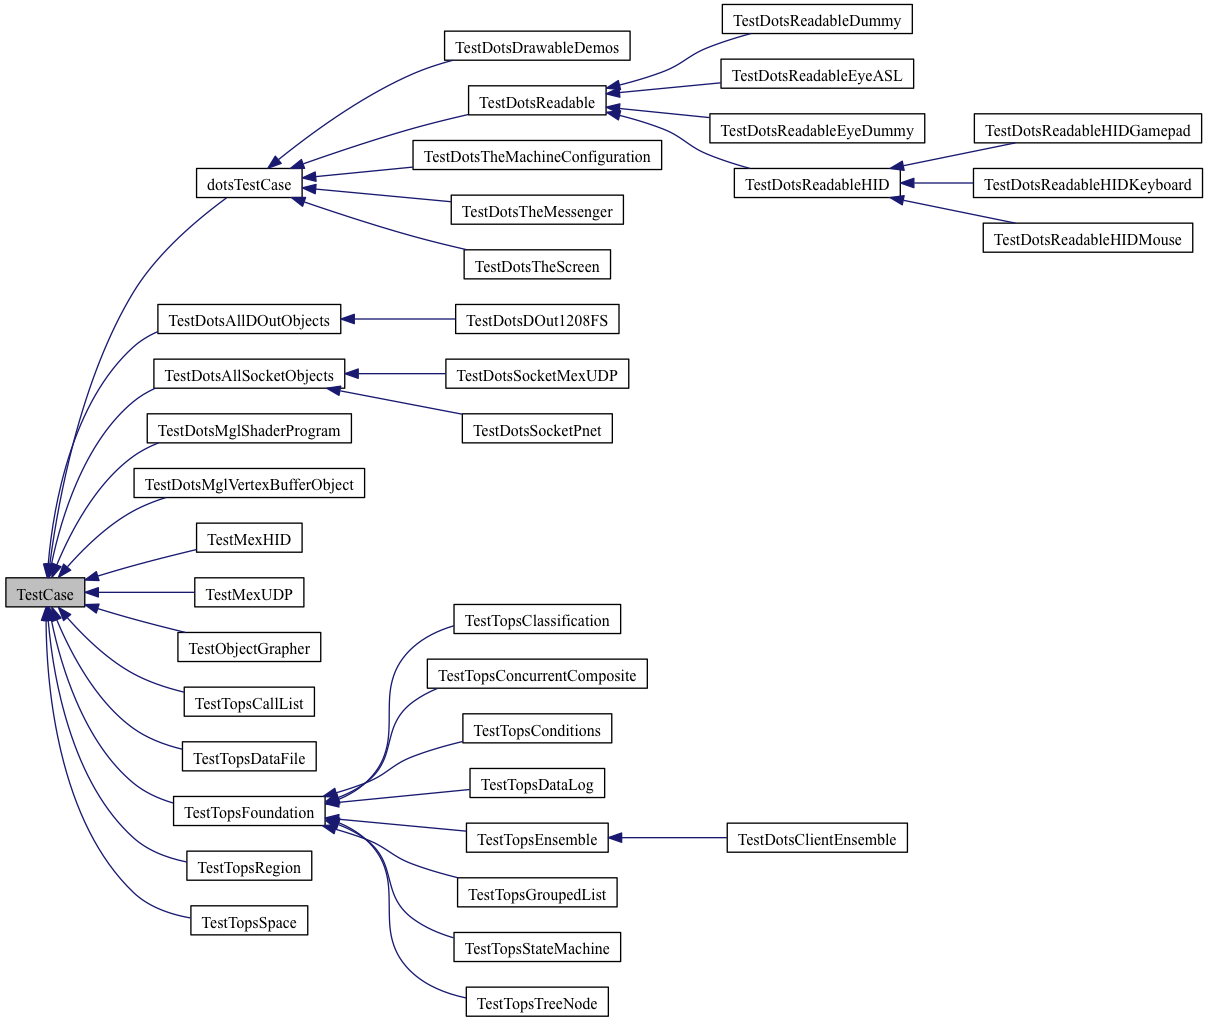 TestDotsReadableDummy
TestDotsDrawableDemos
TestDotsReadableEyeASL
TestDotsReadable
TestDotsReadableEyeDummy
TestDotsReadableHIDGamepad
TestDotsTheMachineConfiguration
dotsTestCase
TestDotsReadableHID
TestDotsReadableHIDKeyboard
TestDotsTheMessenger
TestDotsReadableHIDMouse
TestDotsTheScreen
TestDotsAllDOutObjects
TestDotsDOut1208FS
TestDotsAllSocketObjects
TestDotsSocketMexUDP
TestDotsMglShaderProgram
TestDotsSocketPnet
TestDotsMglVertexBufferObject
TestMexHID
TestCase
TestMexUDP
TestTopsClassification
TestObjectGrapher
TestTopsConcurrentComposite
TestTopsCallList
TestTopsConditions
TestTopsDataFile
TestTopsDataLog
TestTopsFoundation
TestTopsEnsemble
TestDotsClientEnsemble
TestTopsRegion
TestTopsGroupedList
TestTopsSpace
TestTopsStateMachine
TestTopsTreeNode